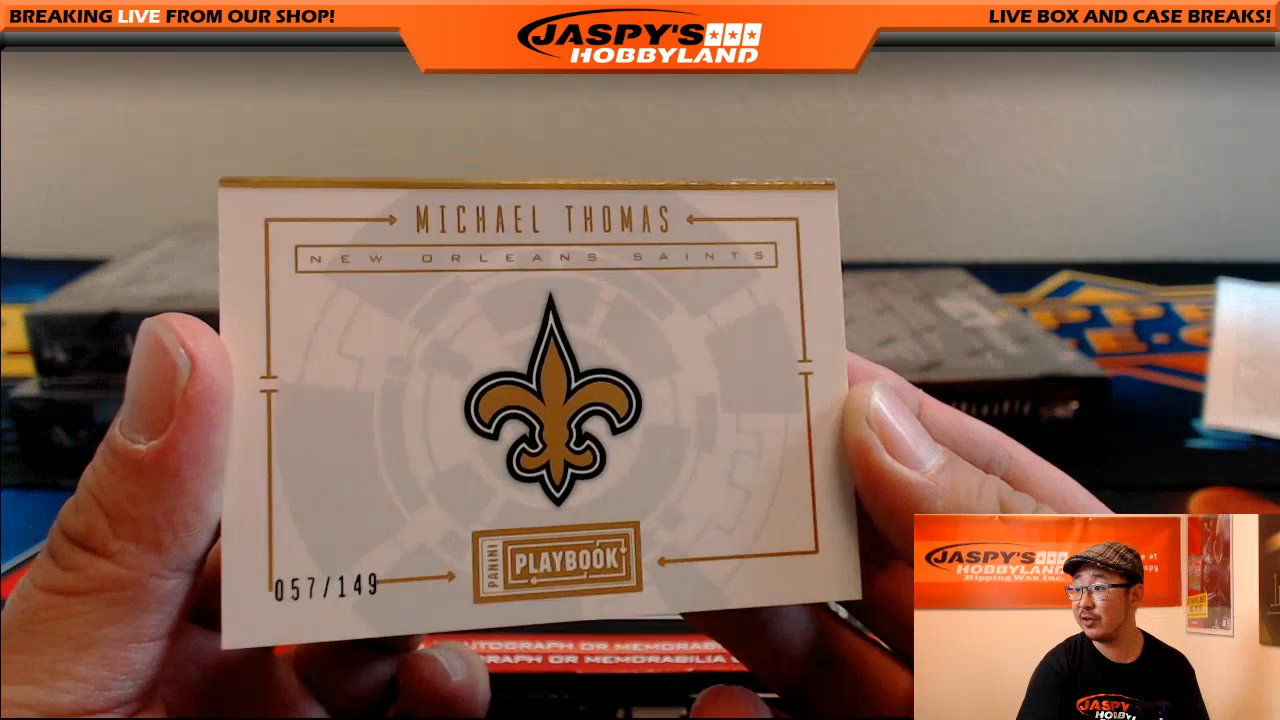 BREAKING LIVE FROM OUR SHOP!
JASPY'S
HOBBYLAND
LIVE BOX AND CASE BREAKS!
MICHAEL THOMAS
NEW ORLEANS SAINTS
PANINI
PLAYBOOK
057/149
JASPY'S
HOBBYLAND
Ripping Wax Inc.
JASPY